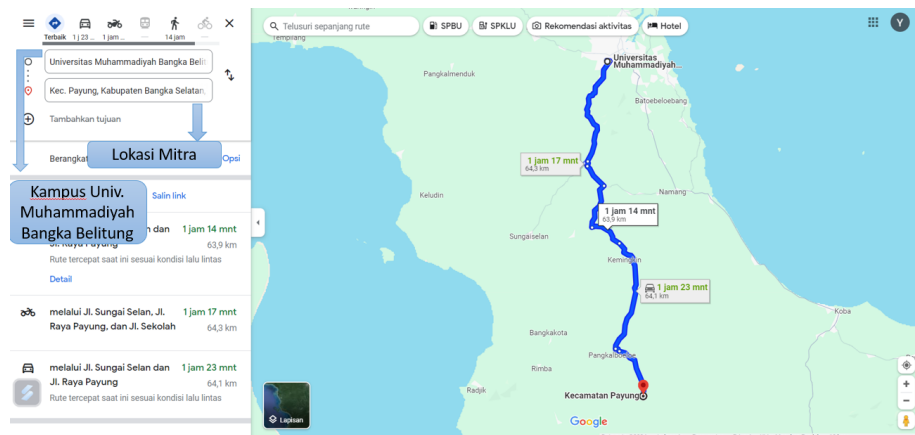 Terbaik 1 j 23 ... 1 jam ... ... 14 jam ...
Universitas Muhammadiyah Bangka Belit
Kec. Payung, Kabupaten Bangka Selatan,
Tambahkan tujuan
Berangkat
Opsi
Lokasi Mitra
Salin link
Kampus Univ.
Muhammadiyah
Bangka Belitung
n dan 1 jam 14 mnt
Jl. Raya Payung 63,9 km
Rute tercepat saat ini sesuai kondisi lalu lintas
Detail
melalui Jl. Sungai Selan, Jl. 1 jam 17 mnt
Raya Payung, dan Jl. Sekolah 64,3 km
melalui Jl. Sungai Selan dan 1 jam 23 mnt
Jl. Raya Payung 64,1 km
Rute tercepat saat ini sesuai kondisi lalu lintas
Telusuri sepanjang rute
SPBU
SPKLU
Rekomendasi aktivitas
Hotel
Y
Templang
Universitas
Muhammadiyah...
Pangkalmenduk
Batoebeloebang
1 jam 17 mnt
64,3 km
Keludin
Namang
1 jam 14 mnt
63,9 km
Sungaiselan
1 jam 23 mnt
64,1 km
Koba
Bangkakota
Rimba
Radjik
Kecamatan Payung
Lapisan
Google